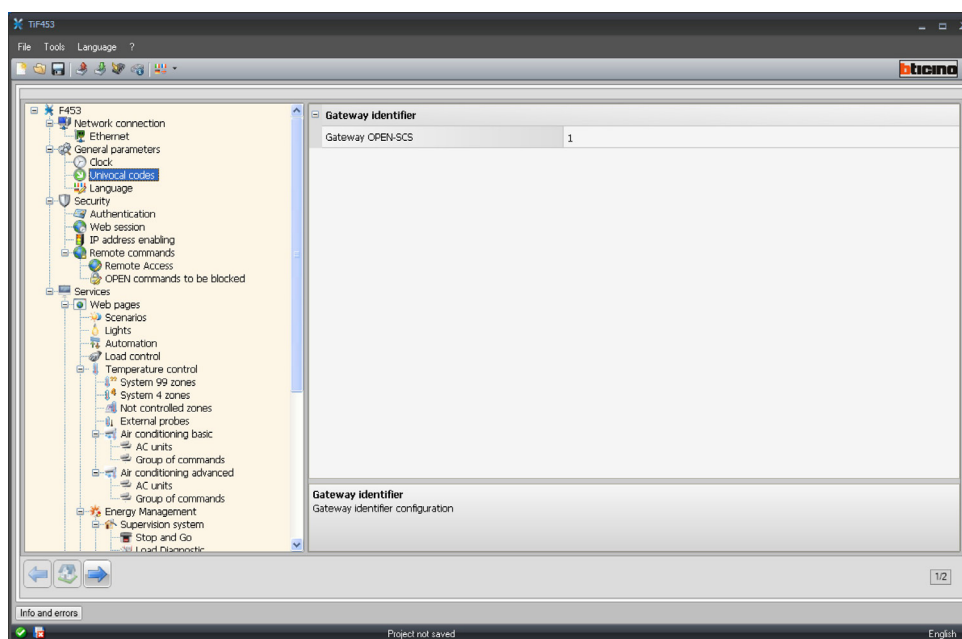 TiF453
File Tools Language ?
bticino
F453
Network connection
Ethernet
General parameters
Clock
Univocal codes
Language
Security
Authentication
Web session
IP address enabling
Remote commands
Remote Access
OPEN commands to be blocked
Services
Web pages
Scenarios
Lights
Automation
Load control
Temperature control
System 99 zones
System 4 zones
Not controlled zones
External probes
Air conditioning basic
AC units
Group of commands
Air conditioning advanced
AC units
Group of commands
Energy Management
Supervision system
Stop and Go
Load Diagnostic
Gateway identifier
Gateway OPEN-SCS 1
Gateway identifier
Gateway identifier configuration
1/2
Info and errors
Project not saved
English